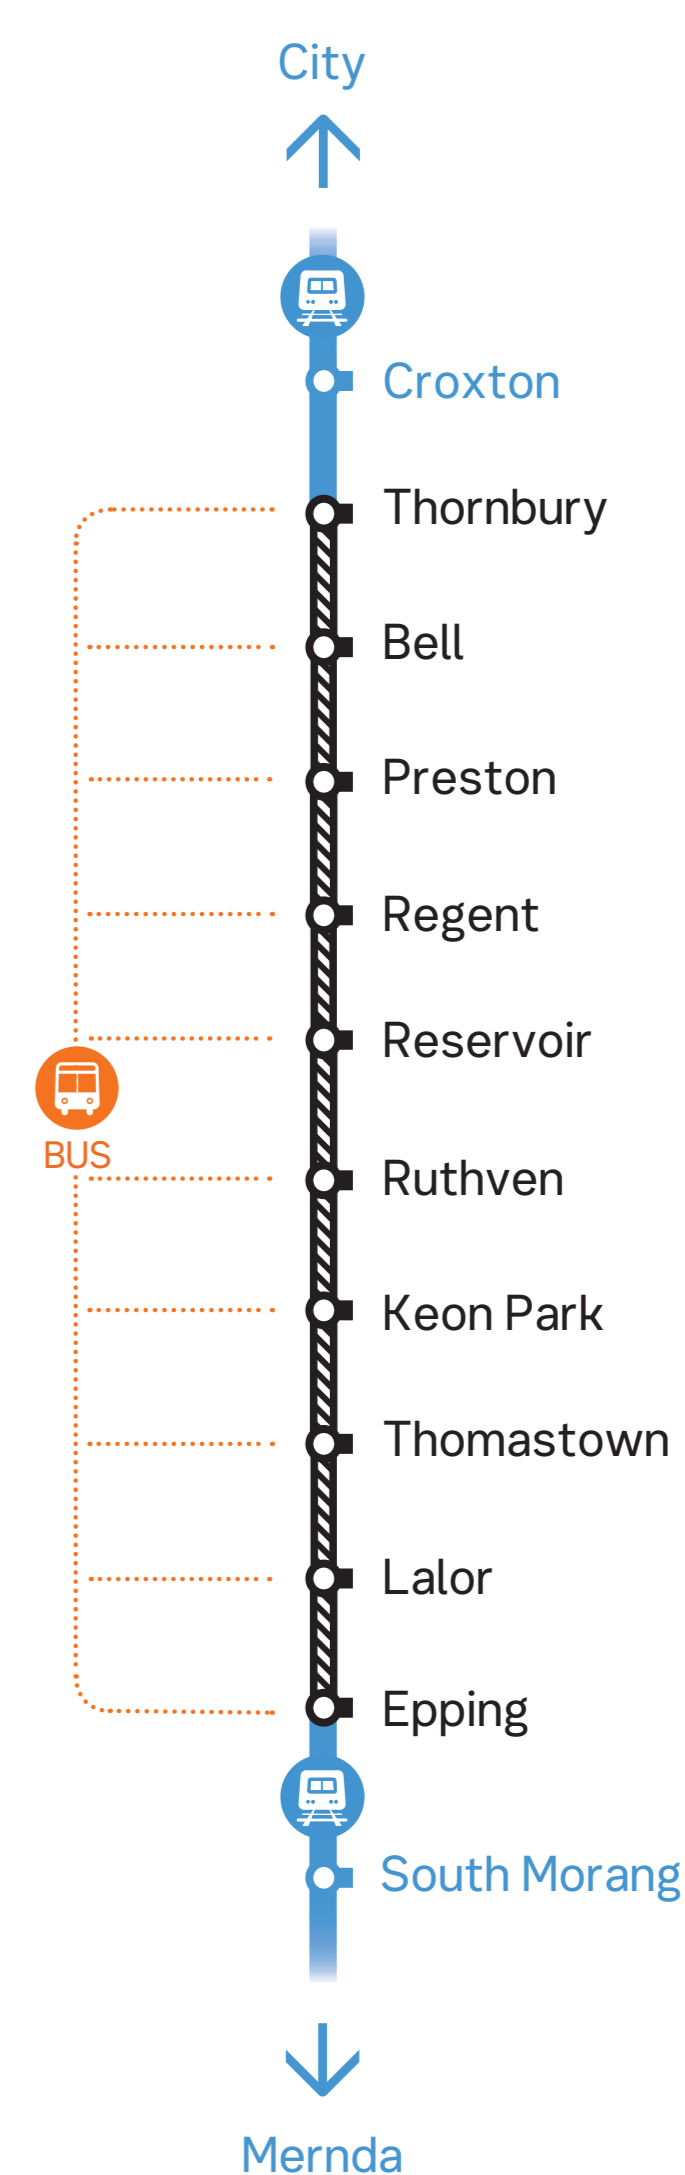 City
Croxton
Thornbury
Bell
Preston
Regent
Reservoir
BUS
Ruthven
Keon Park
Thomastown
Lalor
Epping
South Morang
Mernda